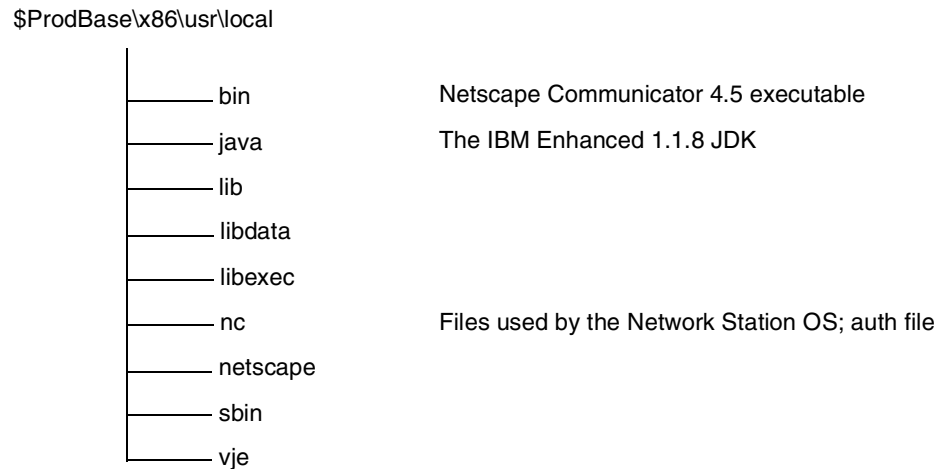 $ProdBase\x86\usr\local
bin Netscape Communicator 4.5 executable
java The IBM Enhanced 1.1.8 JDK
lib
libdata
libexec
nc Files used by the Network Station OS; auth file
netscape
sbin
vje